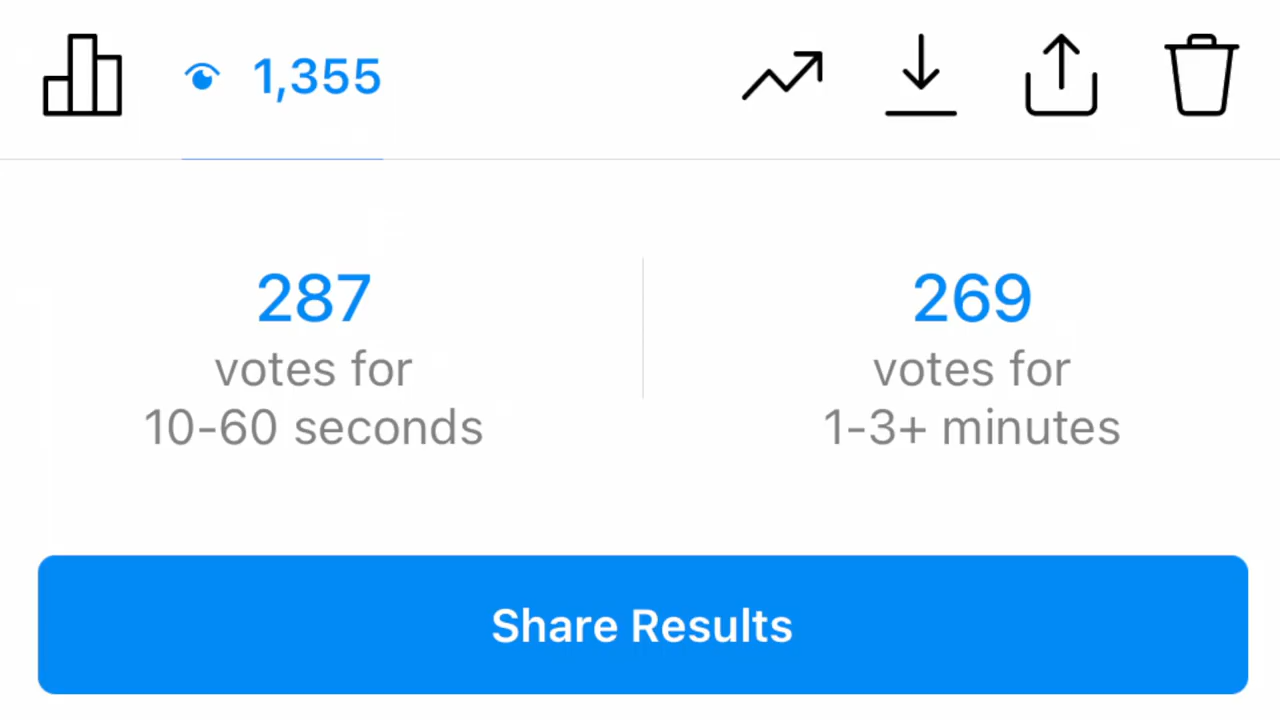 1,355
287
votes for
10-60 seconds
269
votes for
1-3+ minutes
Share Results